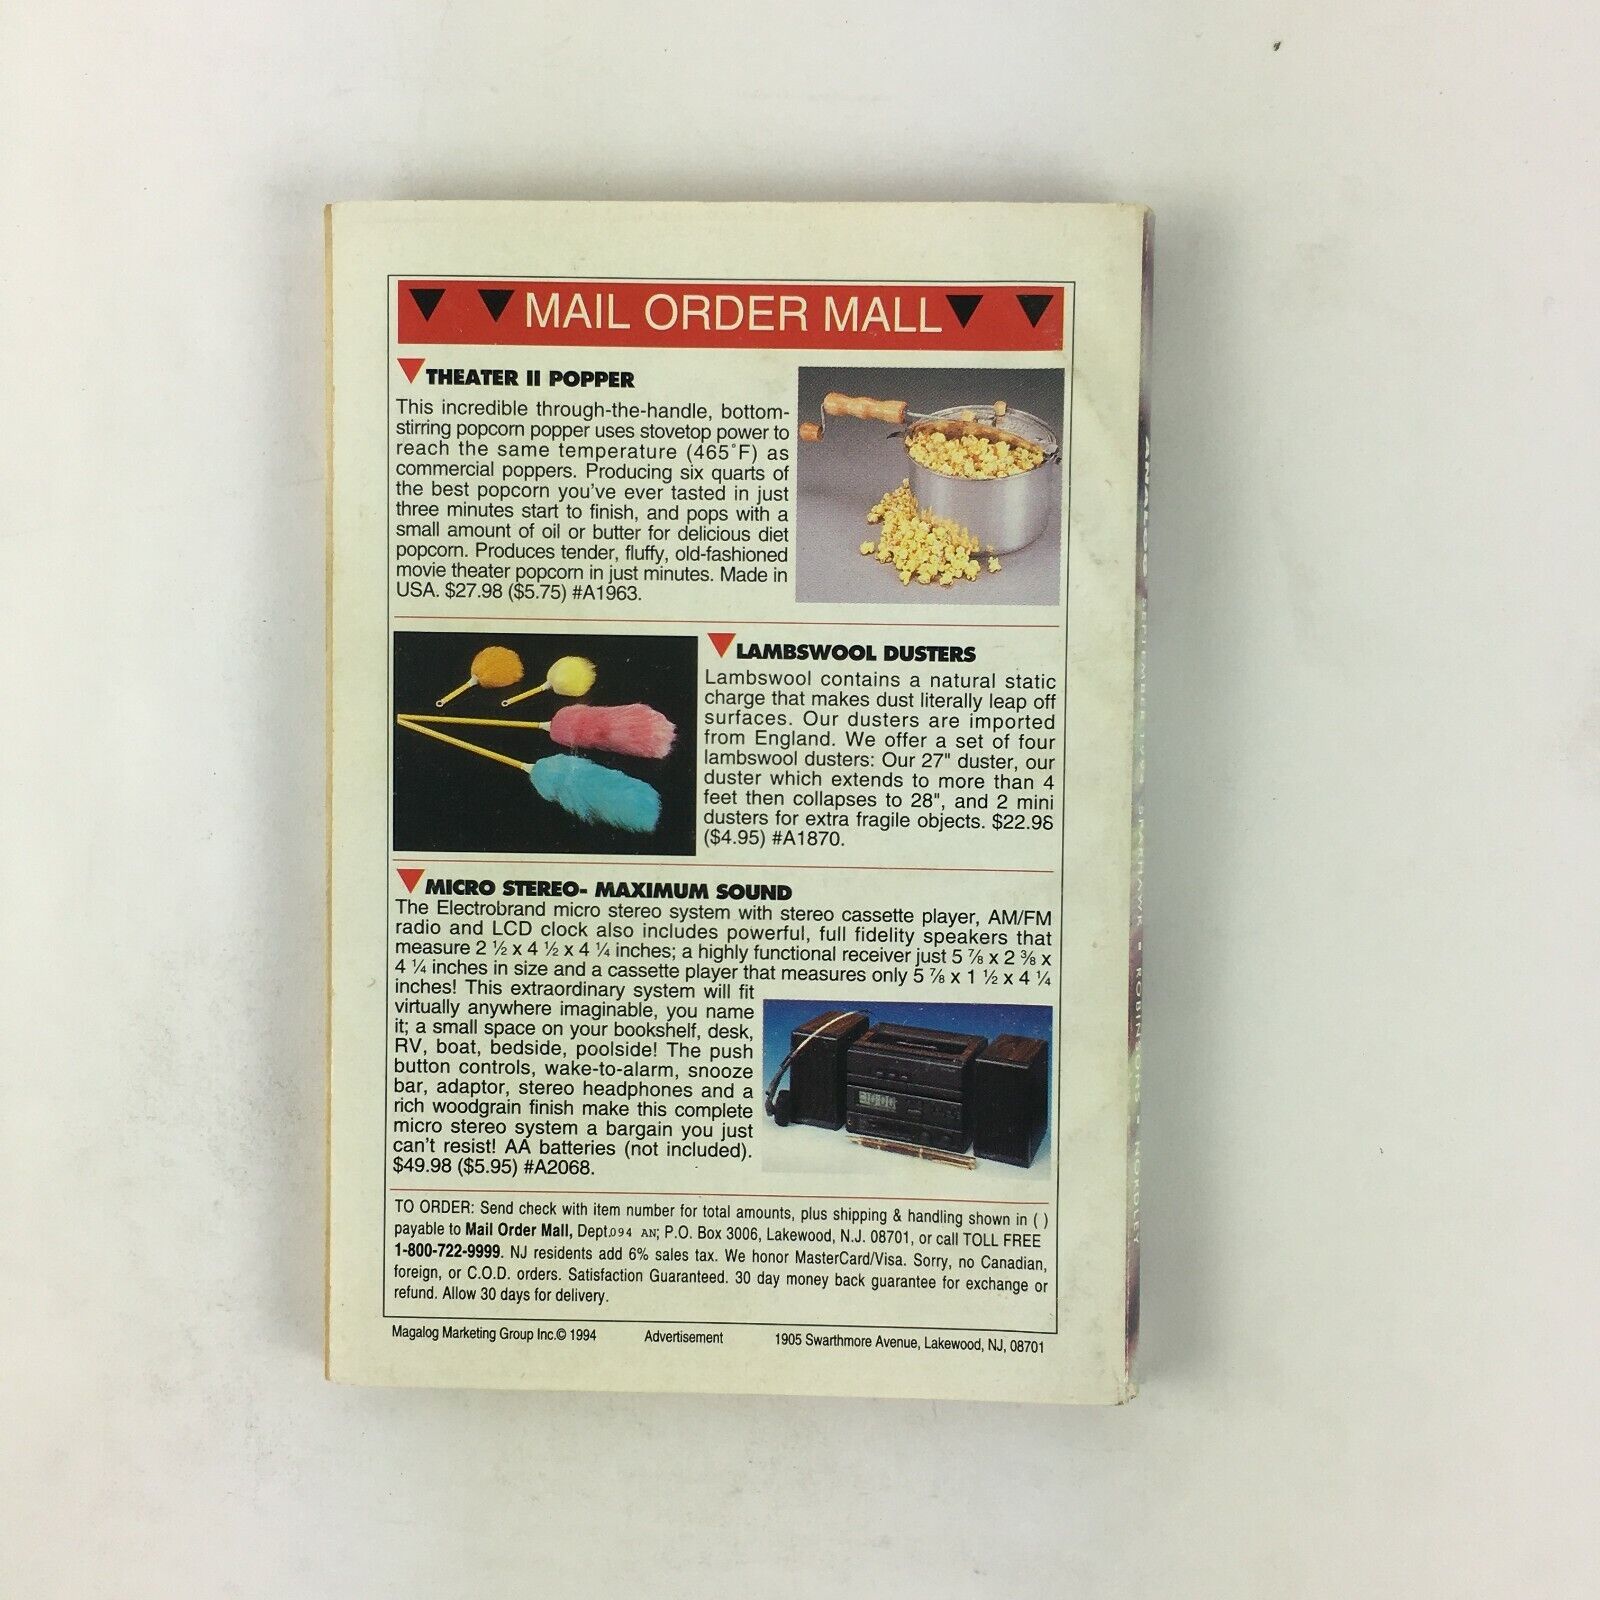 MAIL ORDER MALL
THEATER II POPPER
This incredible through-the-handle, bottom-
stirring popcorn popper uses stovetop power to
reach the same temperature (465°F) as
commercial poppers. Producing six quarts of
the best popcorn you've ever tasted in just
three minutes start to finish, and pops with a
small amount of oil or butter for delicious diet
popcorn. Produces tender, fluffy, old-fashioned
movie theater popcorn in just minutes. Made in
USA. $27.98 ($5.75) #A1963.
LAMBSWOOL DUSTERS
Lambswool contains a natural static
charge that makes dust literally leap off
surfaces. Our dusters are imported
from England. We offer a set of four
lambswool dusters: Our 27" duster, our
duster which extends to more than 4
feet then collapses to 28", and 2 mini
dusters for extra fragile objects. $22.98
($4.95) #A1870.
MICRO STEREO- MAXIMUM SOUND
The Electrobrand micro stereo system with stereo cassette player, AM/FM
radio and LCD clock also includes powerful, full fidelity speakers that
measure 2 ½ x 4 ½ x 4 ¼ inches; a highly functional receiver just 5 ⅞ x 2 ⅜ x
4 ¼ inches in size and a cassette player that measures only 5 ⅞ x 1 ½ x 4 ¼
inches! This extraordinary system will fit
virtually anywhere imaginable, you name
it; a small space on your bookshelf, desk,
RV, boat, bedside, poolside! The push
button controls, wake-to-alarm, snooze
bar, adaptor, stereo headphones and a
rich woodgrain finish make this complete
micro stereo system a bargain you just
can't resist! AA batteries (not included).
$49.98 ($5.95) #A2068.
TO ORDER: Send check with item number for total amounts, plus shipping & handling shown in ( )
payable to Mail Order Mall, Dept.094 AN; P.O. Box 3006, Lakewood, N.J. 08701, or call TOLL FREE
1-800-722-9999. NJ residents add 6% sales tax. We honor MasterCard/Visa. Sorry, no Canadian,
foreign, or C.O.D. orders. Satisfaction Guaranteed. 30 day money back guarantee for exchange or
refund. Allow 30 days for delivery.
Magalog Marketing Group Inc.© 1994 Advertisement 1905 Swarthmore Avenue, Lakewood, NJ, 08701
ANALOG SEPTEMBER 1994 SPARHAWK ROBINETT NORDLEY